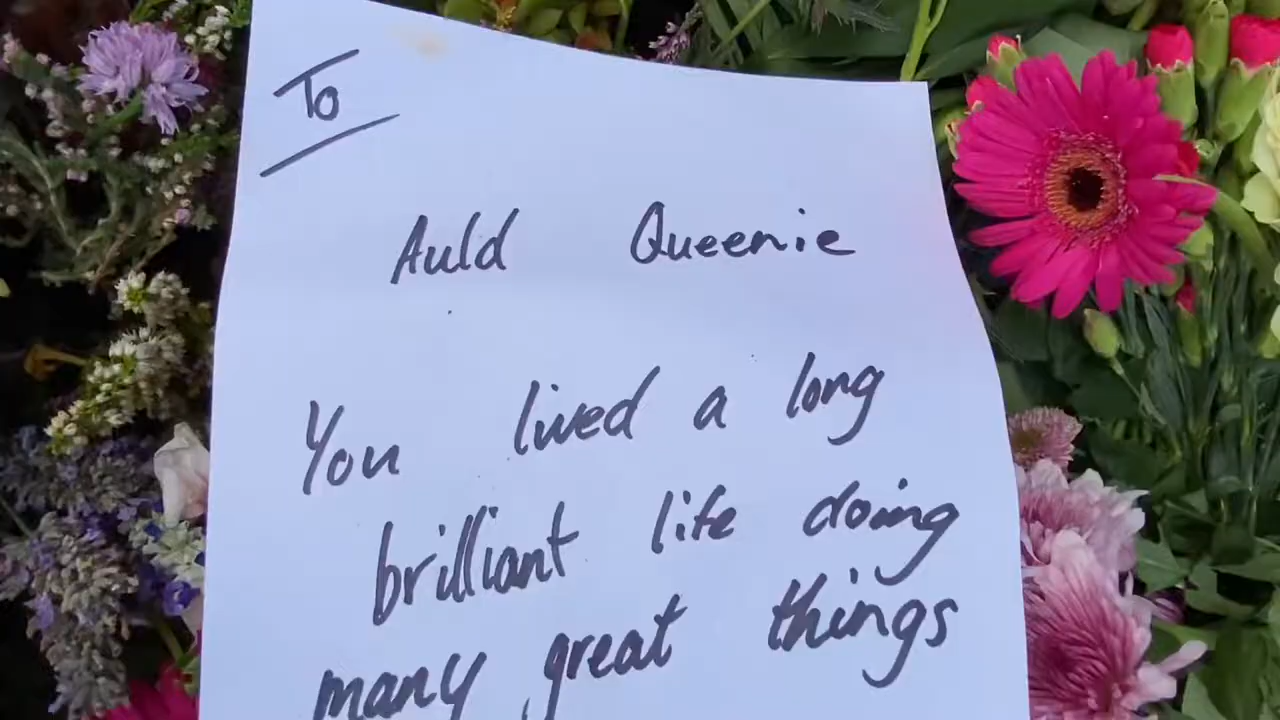 To
Auld Queenie
You lived a long
brilliant life doing
many great things